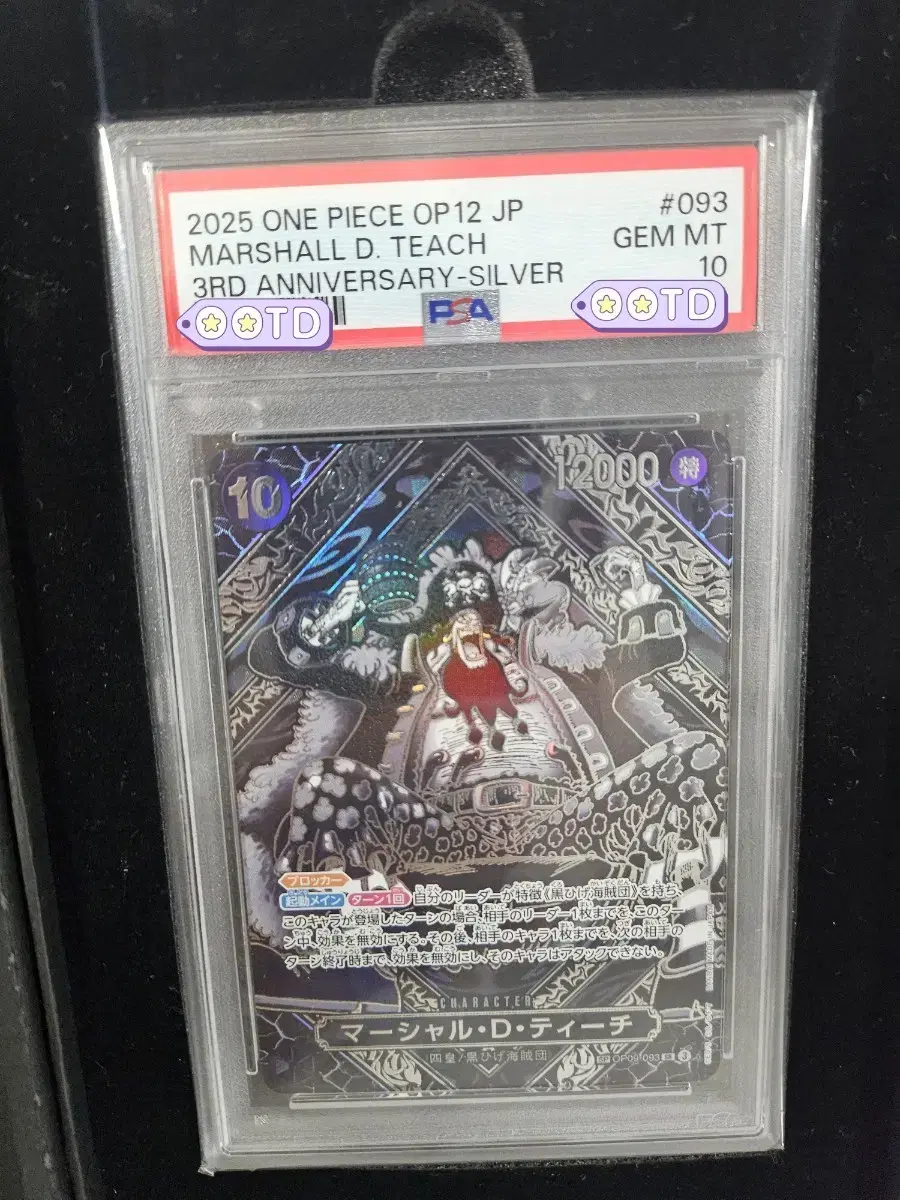 2025 ONE PIECE OP12 JP
#093
MARSHALL D. TEACH
GEM MT
3RD ANNIVERSARY-SILVER
10
TD
PSA
TD
10
12000
特
ブロッカー
起動メイン ターン1回 自分のリーダーが特徴《黒ひげ海賊団》を持ち、
このキャラが登場したターンの場合、相手のリーダー1枚までを、このター
ン中、効果を無効にする。その後、相手のキャラ1枚までを、次の相手の
ターン終了時まで、効果を無効にし、そのキャラはアタックできない。
CHARACTER
マーシャル・D・ティーチ
四皇/黒ひげ海賊団
SP OP09-093 SR 3